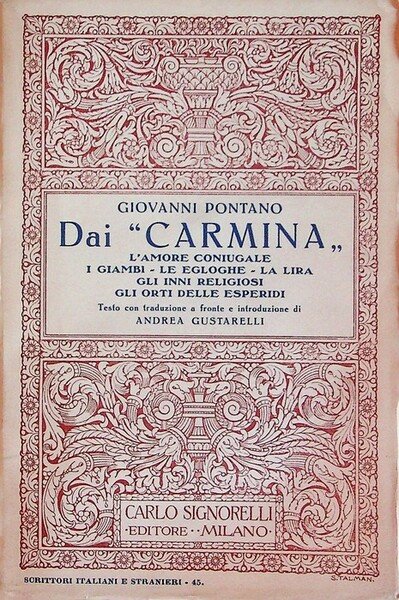 GIOVANNI PONTANO
Dai "CARMINA„
L'AMORE CONIUGALE
I GIAMBI - LE EGLOGHE - LA LIRA
GLI INNI RELIGIOSI
GLI ORTI DELLE ESPERIDI
Testo con traduzione a fronte e introduzione di
ANDREA GUSTARELLI
CARLO SIGNORELLI
·EDITORE··MILANO·
S. TALMAN.
SCRITTORI ITALIANI E STRANIERI - 45.